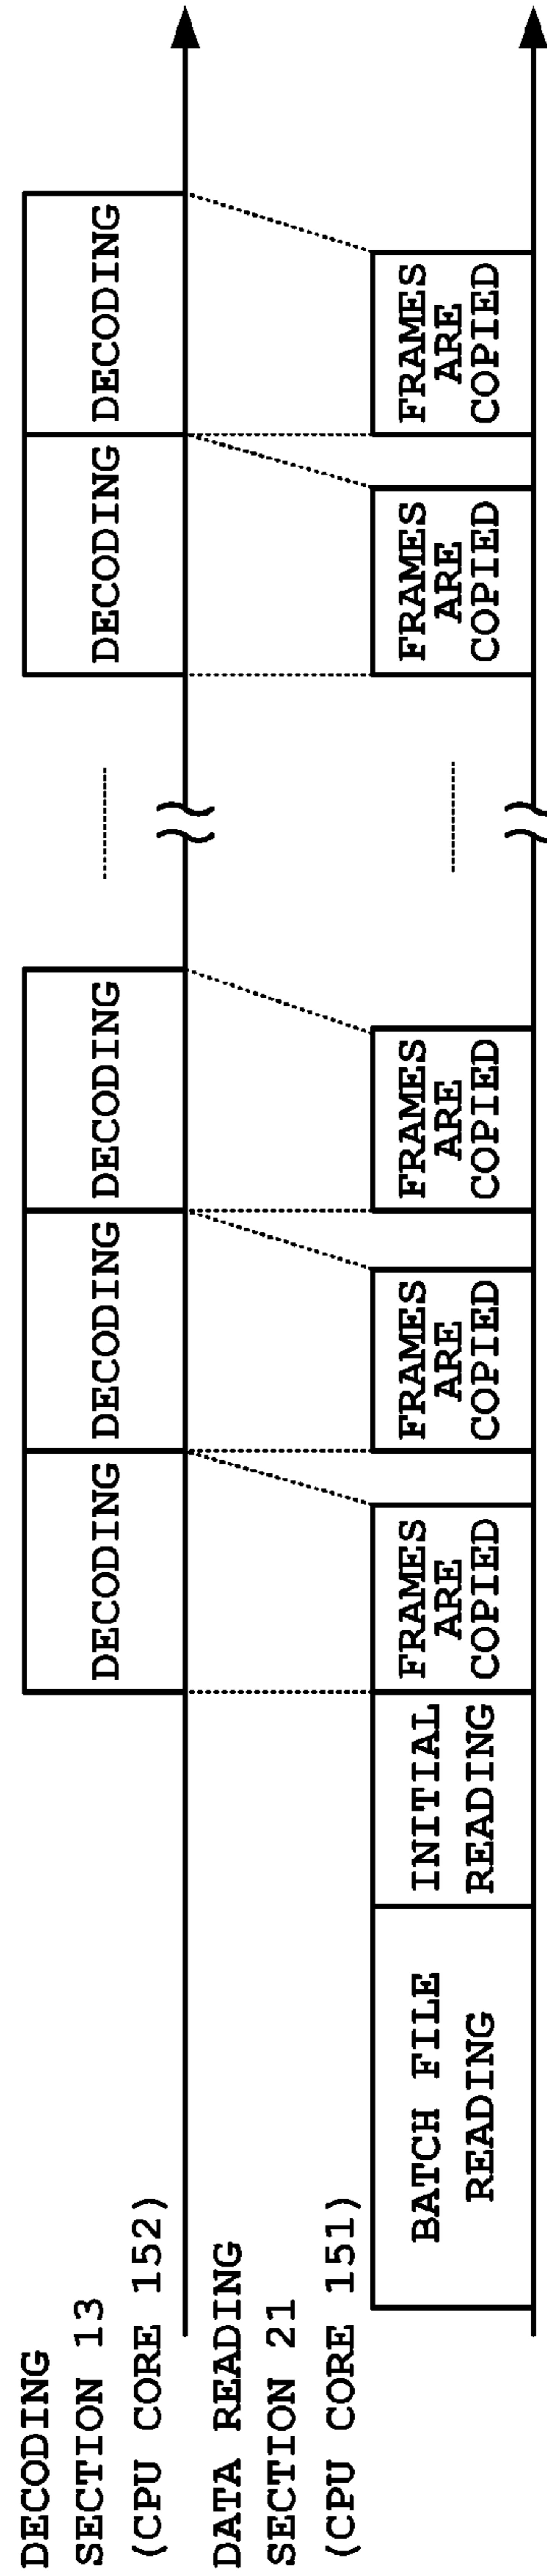 DECODING
SECTION 13
(CPU CORE 152)
DECODING
DECODING
DECODING
DECODING
DECODING
DATA READING
SECTION 21
(CPU CORE 151)
BATCH FILE
READING
INITIAL
READING
FRAMES
ARE
COPIED
FRAMES
ARE
COPIED
FRAMES
ARE
COPIED
FRAMES
ARE
COPIED
FRAMES
ARE
COPIED